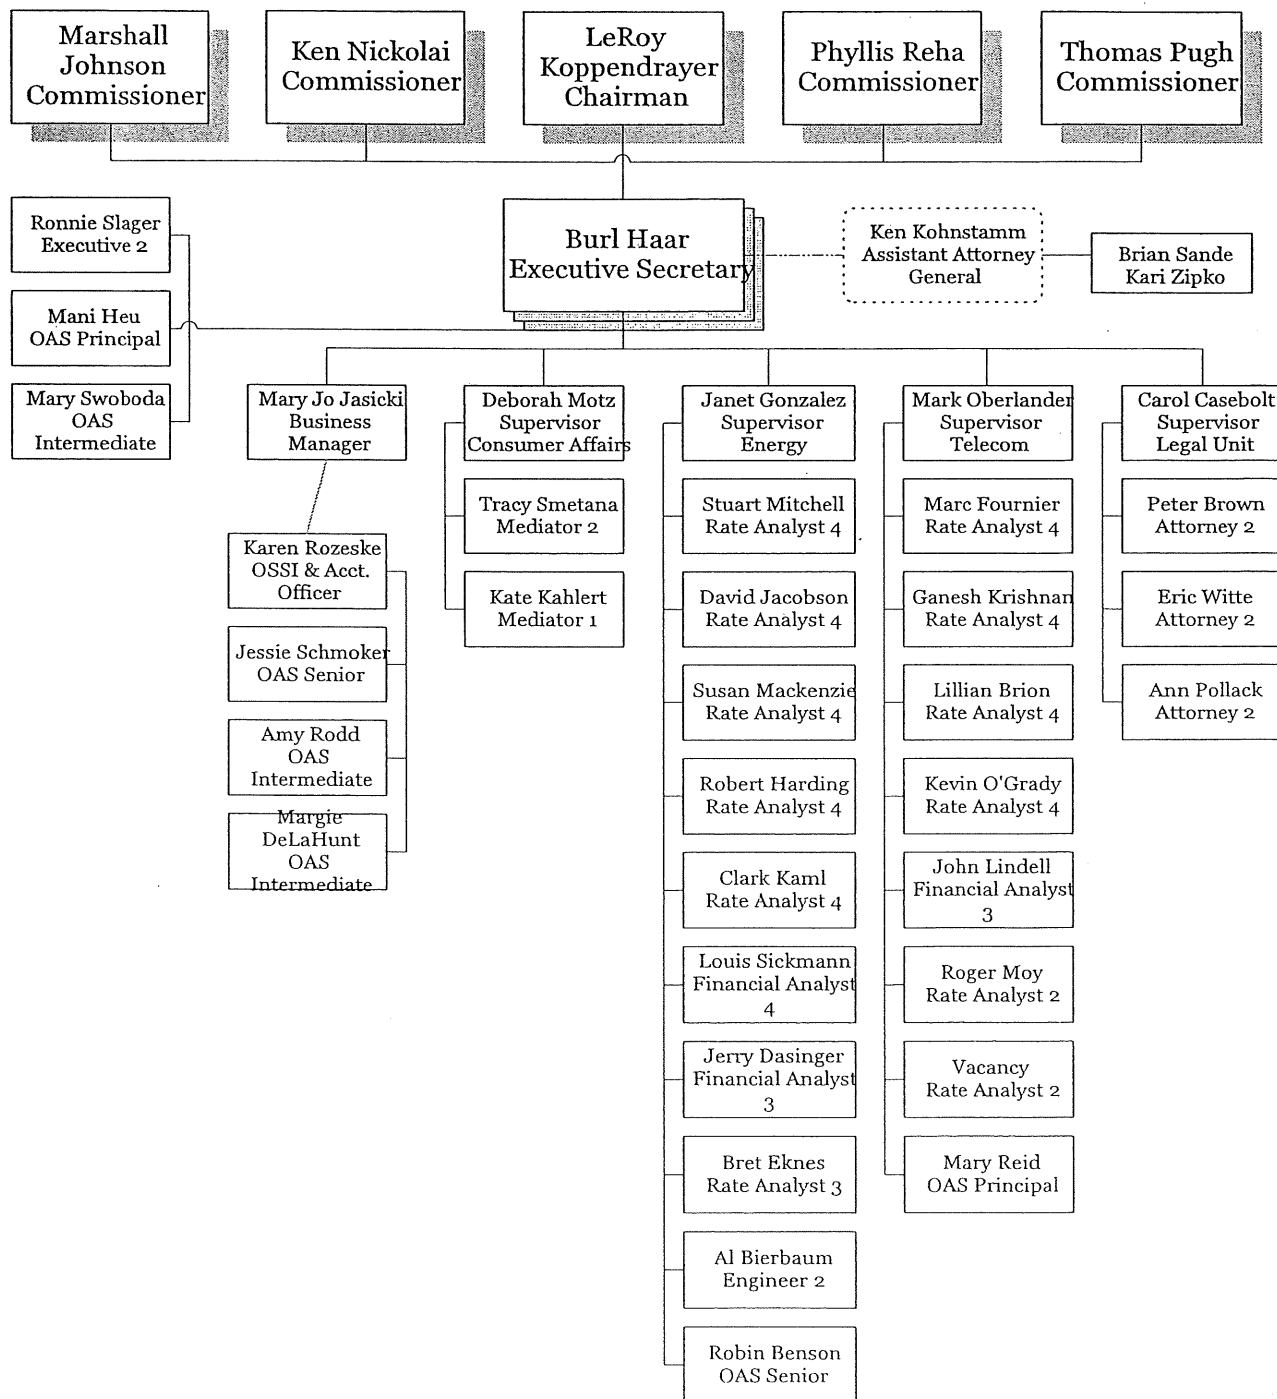 Marshall
Johnson
Commissioner
Ken Nickolai
Commissioner
LeRoy
Koppendrayer
Chairman
Phyllis Reha
Commissioner
Thomas Pugh
Commissioner
Ronnie Slager
Executive 2
Mani Heu
OAS Principal
Mary Swoboda
OAS
Intermediate
Burl Haar
Executive Secretary
Ken Kohnstamm
Assistant Attorney
General
Brian Sande
Kari Zipko
Mary Jo Jasicki
Business
Manager
Karen Rozeske
OSSI & Acct.
Officer
Jessie Schmoker
OAS Senior
Amy Rodd
OAS
Intermediate
Margie
DeLaHunt
OAS
Intermediate
Deborah Motz
Supervisor
Consumer Affairs
Tracy Smetana
Mediator 2
Kate Kahlert
Mediator 1
Janet Gonzalez
Supervisor
Energy
Stuart Mitchell
Rate Analyst 4
David Jacobson
Rate Analyst 4
Susan Mackenzie
Rate Analyst 4
Robert Harding
Rate Analyst 4
Clark Kaml
Rate Analyst 4
Louis Sickmann
Financial Analyst
4
Jerry Dasinger
Financial Analyst
3
Bret Eknes
Rate Analyst 3
Al Bierbaum
Engineer 2
Robin Benson
OAS Senior
Mark Oberlander
Supervisor
Telecom
Marc Fournier
Rate Analyst 4
Ganesh Krishnan
Rate Analyst 4
Lillian Brion
Rate Analyst 4
Kevin O'Grady
Rate Analyst 4
John Lindell
Financial Analyst
3
Roger Moy
Rate Analyst 2
Vacancy
Rate Analyst 2
Mary Reid
OAS Principal
Carol Casebolt
Supervisor
Legal Unit
Peter Brown
Attorney 2
Eric Witte
Attorney 2
Ann Pollack
Attorney 2